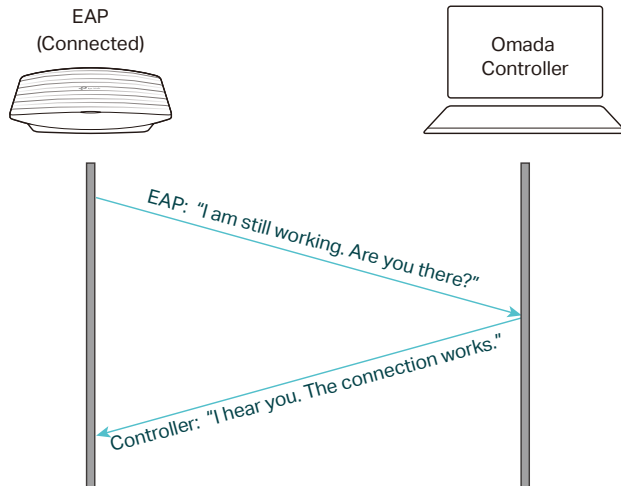 EAP
(Connected)
Omada
Controller
EAP: "I am still working. Are you there?"
Controller: "I hear you. The connection works."